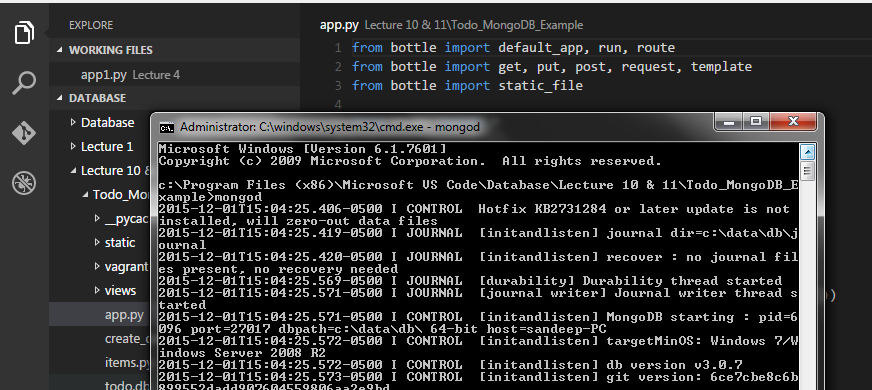 EXPLORE
WORKING FILES
app1.py Lecture 4
DATABASE
Database
Lecture 1
Lecture 10 &
Todo_Mo
static
vagrant
views
app.py
items.py
todo.db
app.py Lecture 10 & 11\Todo_MongoDB_Example
1 from bottle import default_app, run, route
2 from bottle import get, put, post, request, template
3 from bottle import static_file
4
Administrator: C:\windows\system32\cmd.exe - mongod
Microsoft Windows [Version 6.1.7601]
Copyright (c) 2009 Microsoft Corporation. All rights reserved.
c:\Program Files (x86)\Microsoft VS Code\Database\Lecture 10 & 11\Todo_MongoDB_E
xample>mongod
2015-12-01T15:04:25.406-0500 I CONTROL Hotfix KB2731284 or later update is not
installed, will zero-out data files
2015-12-01T15:04:25.419-0500 I JOURNAL [initandlisten] journal dir=c:\data\db\j
ournal
2015-12-01T15:04:25.420-0500 I JOURNAL [initandlisten] recover : no journal fil
es present, no recovery needed
2015-12-01T15:04:25.569-0500 I JOURNAL [durability] Durability thread started
2015-12-01T15:04:25.571-0500 I JOURNAL [journal writer] Journal writer thread s
tarted
2015-12-01T15:04:25.571-0500 I CONTROL [initandlisten] MongoDB starting : pid=6
096 port=27017 dbpath=c:\data\db\ 64-bit host=sandeep-PC
2015-12-01T15:04:25.572-0500 I CONTROL [initandlisten] targetMinOS: Windows 7/W
indows Server 2008 R2
2015-12-01T15:04:25.572-0500 I CONTROL [initandlisten] db version v3.0.7
2015-12-01T15:04:25.573-0500 I CONTROL [initandlisten] git version: 6ce7cbe8c6b